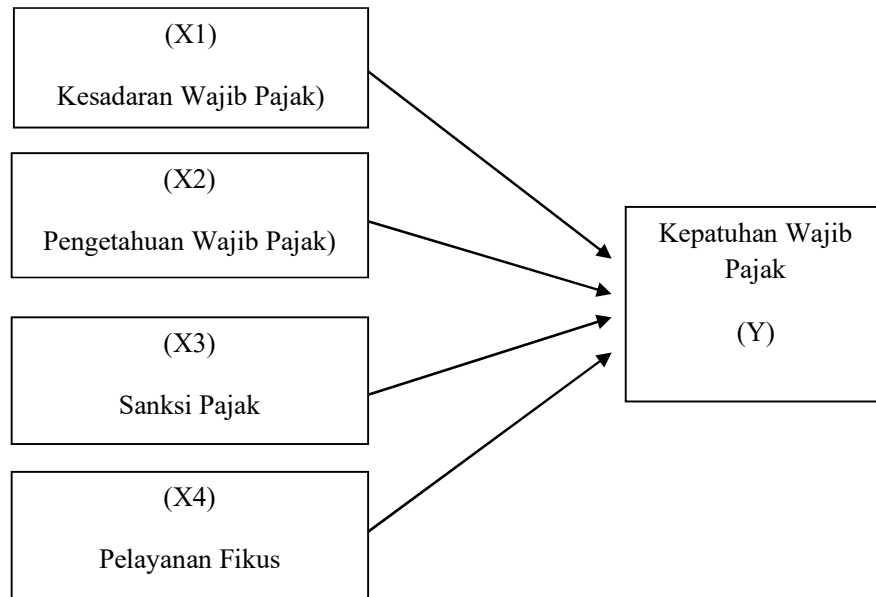 (X1)
Kesadaran Wajib Pajak)
(X2)
Pengetahuan Wajib Pajak)
(X3)
Sanksi Pajak
(X4)
Pelayanan Fikus
Kepatuhan Wajib
Pajak
(Y)